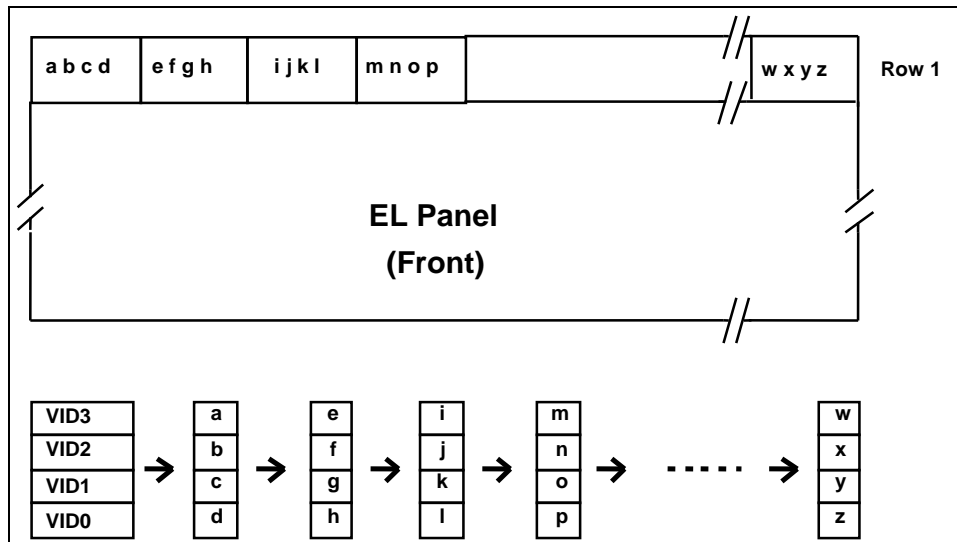 a b c d e f g h i j k l m n o p w x y z Row 1
EL Panel
(Front)
VID3 a e i m w
VID2 b f j n x
VID1 c g k o y
VID0 d h l p z